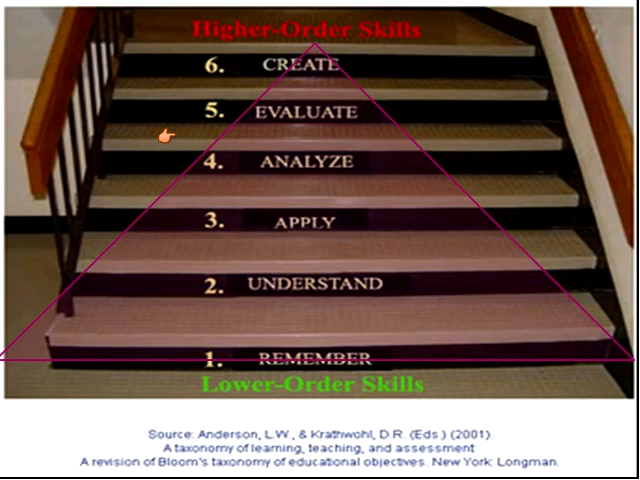 Higher-Order Skills
6. CREATE
5. EVALUATE
4. ANALYZE
3. APPLY
2. UNDERSTAND
1. REMEMBER
Lower-Order Skills
Source: Anderson, L.W., & Krathwohl, D.R. (Eds.) (2001).
A taxonomy of learning, teaching, and assessment:
A revision of Bloom's taxonomy of educational objectives. New York: Longman.